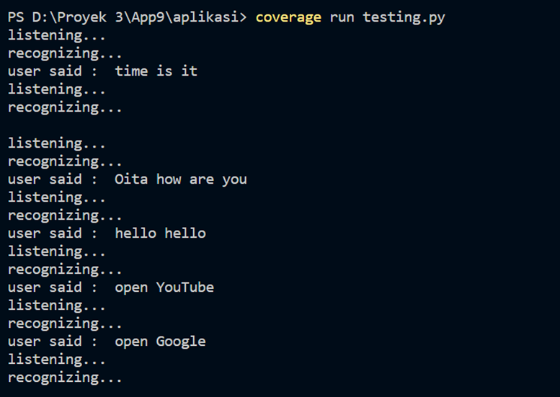 PS D:\Proyek 3\App9\aplikasi> coverage run testing.py
listening...
recognizing...
user said :  time is it
listening...
recognizing...

listening...
recognizing...
user said :  Oita how are you
listening...
recognizing...
user said :  hello hello
listening...
recognizing...
user said :  open YouTube
listening...
recognizing...
user said :  open Google
listening...
recognizing...